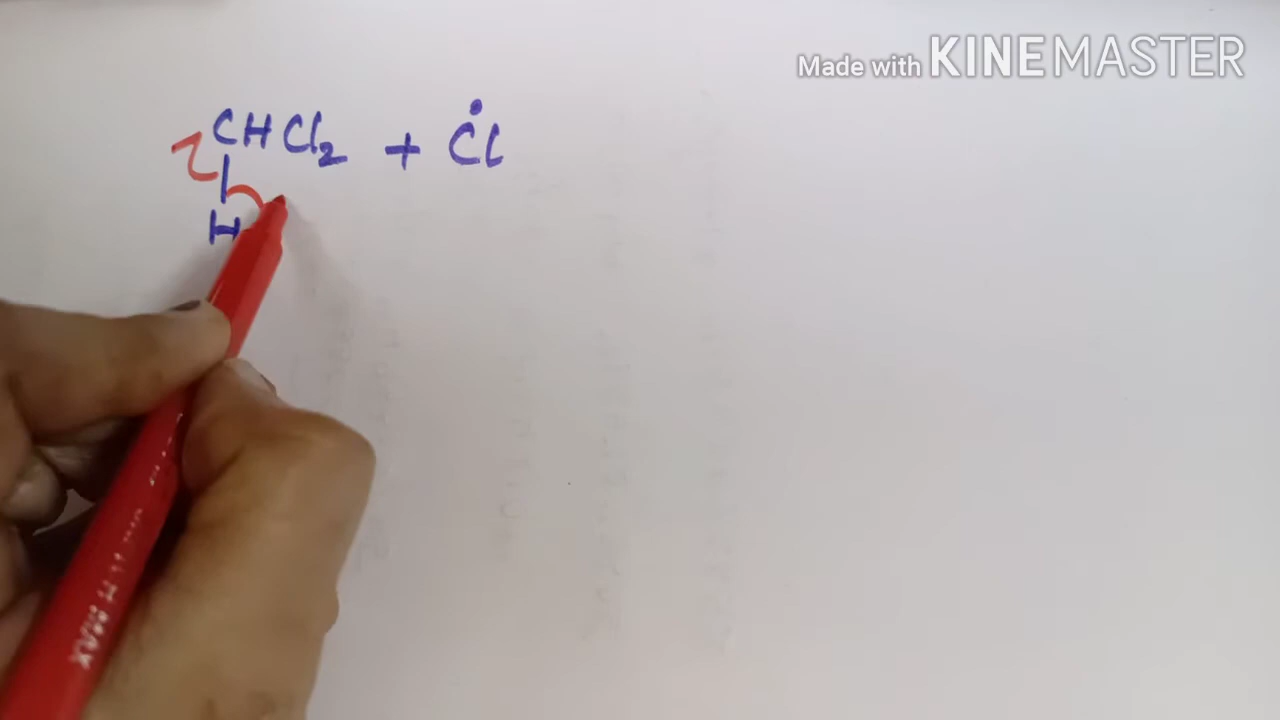 Made with KINEMASTER
CHCl₂ + Ċl
|
H